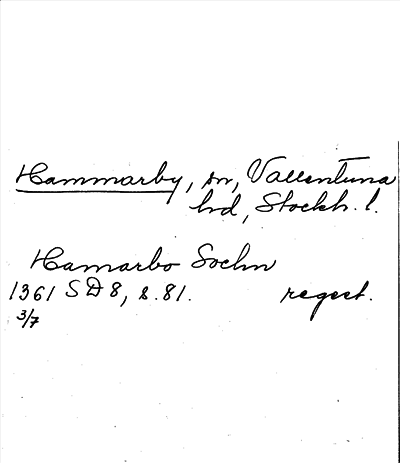 Hammarby, sn, Vallentuna
hd, Stockh. l.
Hamarbo Sochn
1361 SD 8, s. 81. regest.
3/7